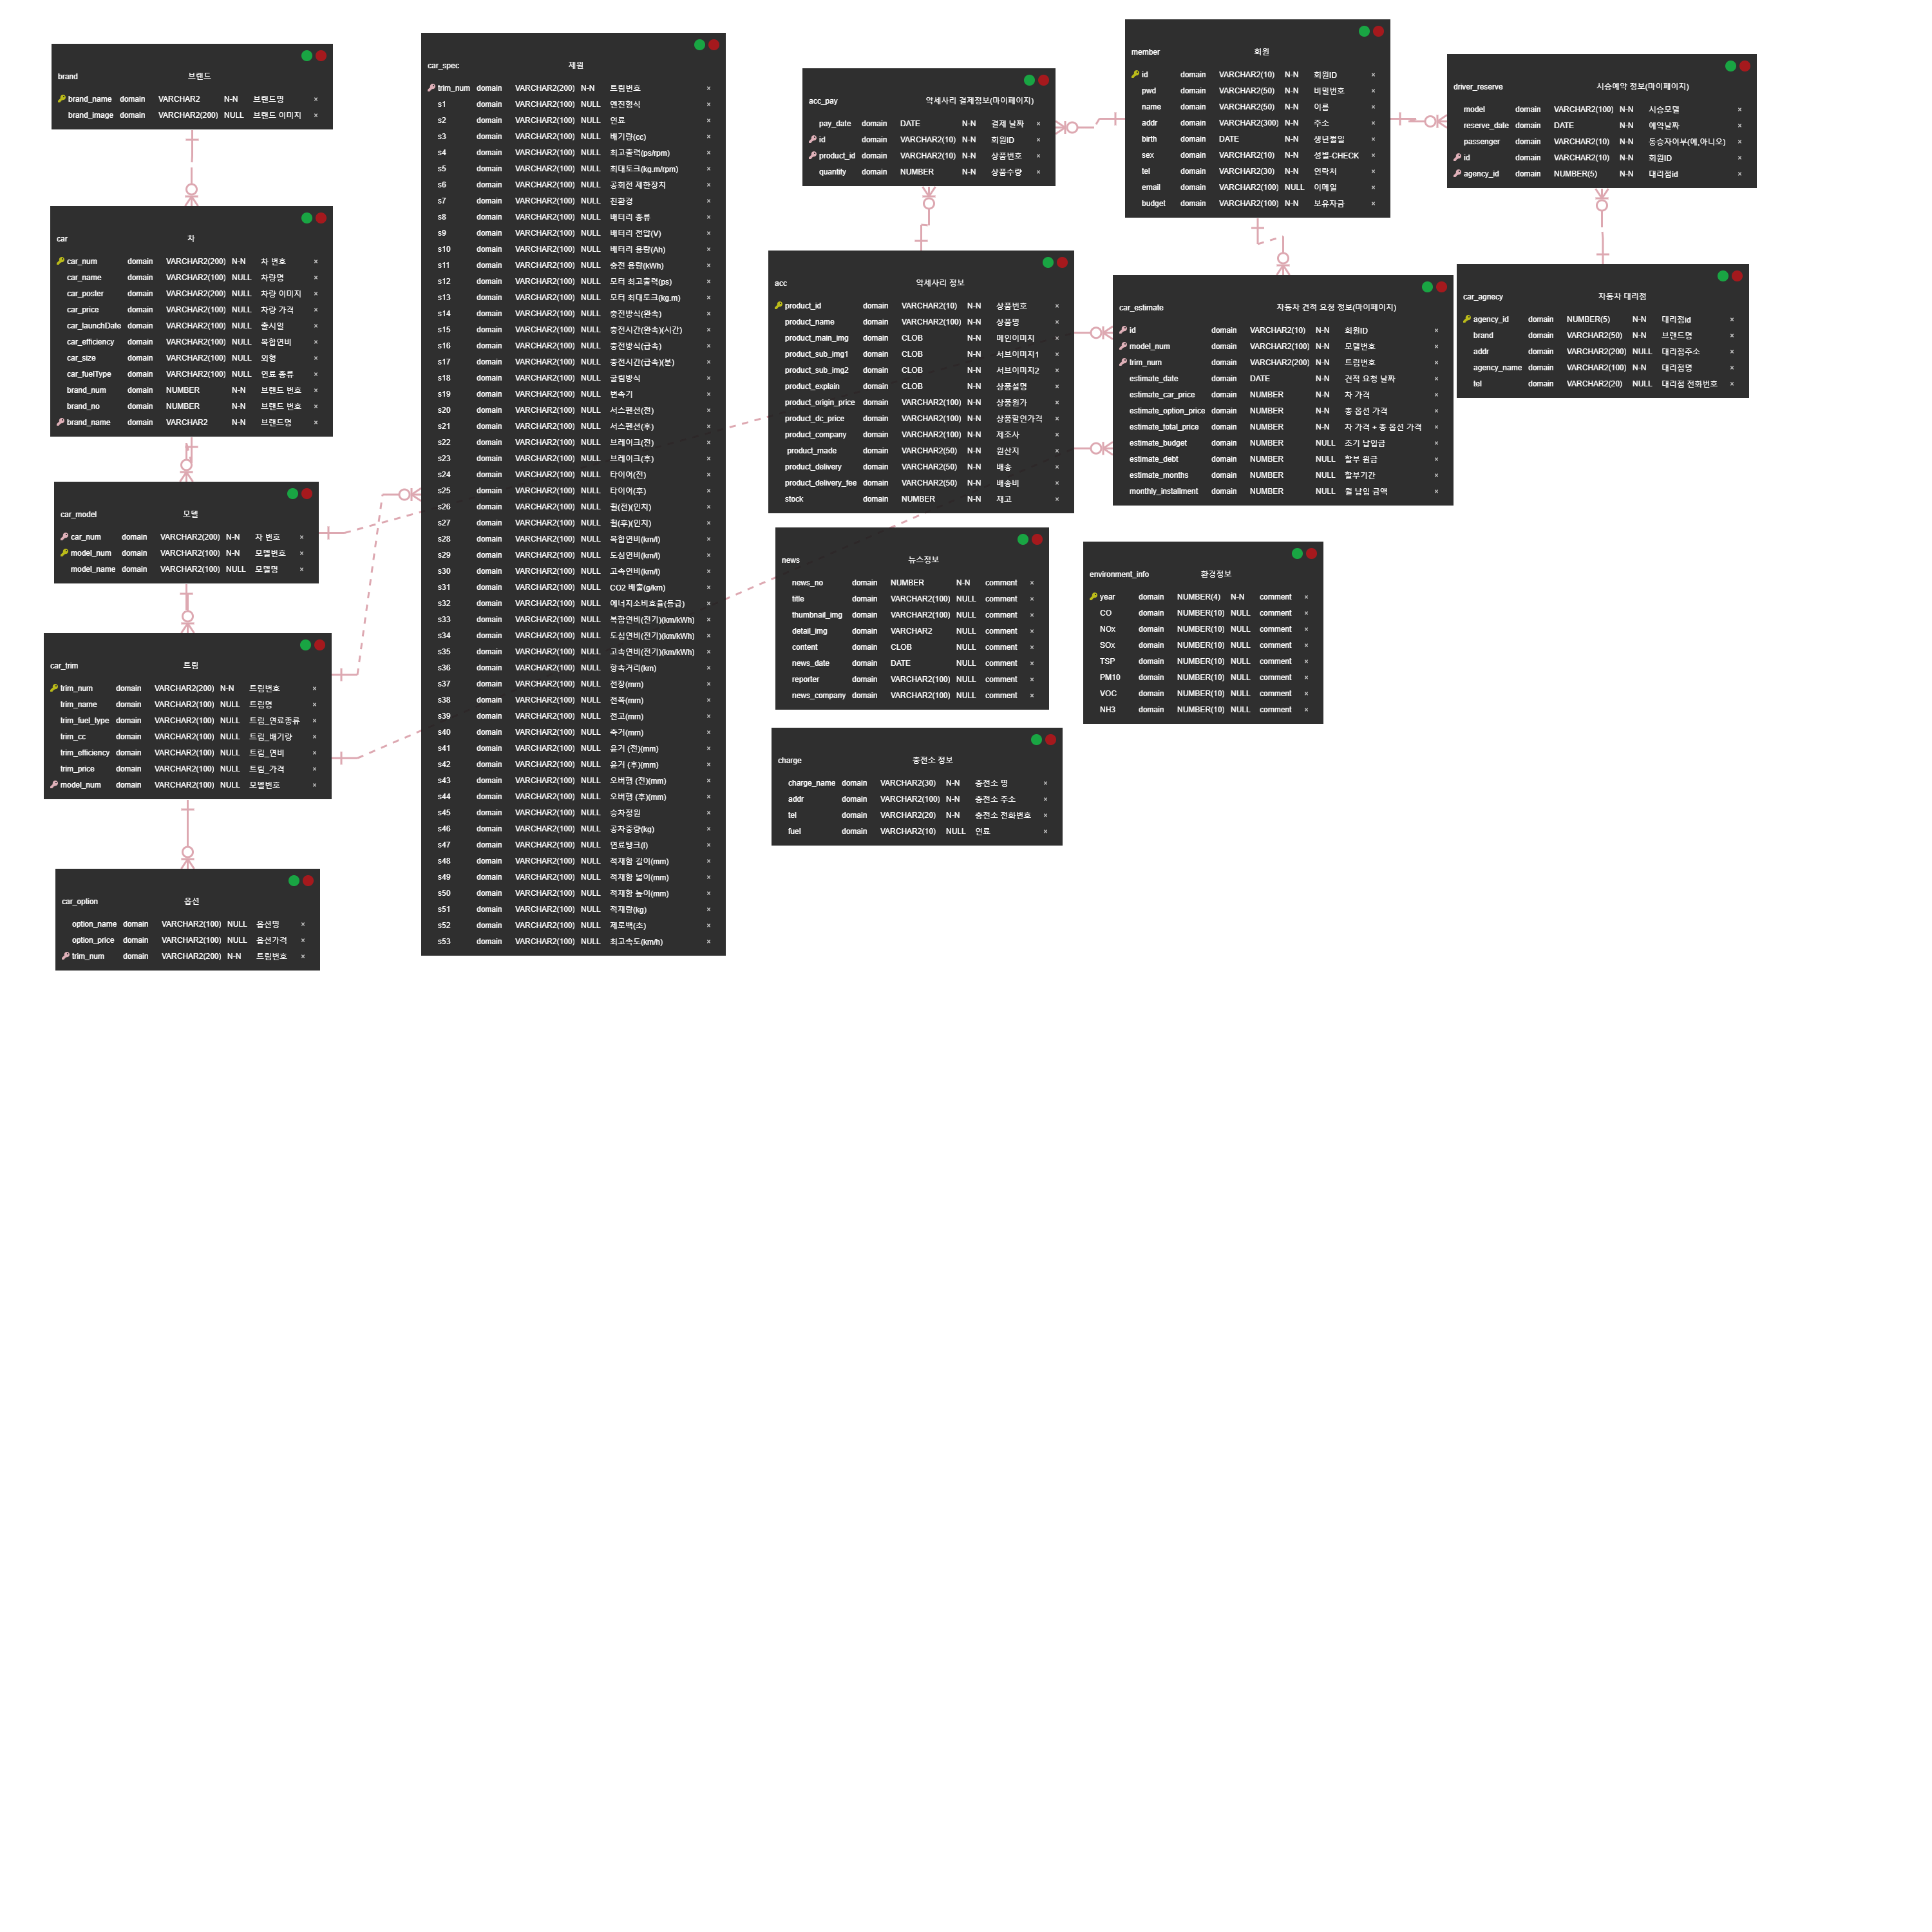 brand 브랜드
brand_name domain VARCHAR2 N-N 브랜드명 ×
brand_image domain VARCHAR2(200) NULL 브랜드 이미지 ×
car 차
car_num domain VARCHAR2(200) N-N 차 번호 ×
car_name domain VARCHAR2(100) NULL 차량명 ×
car_poster domain VARCHAR2(200) NULL 차량 이미지 ×
car_price domain VARCHAR2(100) NULL 차량 가격 ×
car_launchDate domain VARCHAR2(100) NULL 출시일 ×
car_efficiency domain VARCHAR2(100) NULL 복합연비 ×
car_size domain VARCHAR2(100) NULL 외형 ×
car_fuelType domain VARCHAR2(100) NULL 연료 종류 ×
brand_num domain NUMBER N-N 브랜드 번호 ×
brand_no domain NUMBER N-N 브랜드 번호 ×
brand_name domain VARCHAR2 N-N 브랜드명 ×
car_model 모델
car_num domain VARCHAR2(200) N-N 차 번호 ×
model_num domain VARCHAR2(100) N-N 모델번호 ×
model_name domain VARCHAR2(100) NULL 모델명 ×
car_trim 트림
trim_num domain VARCHAR2(200) N-N 트림번호 ×
trim_name domain VARCHAR2(100) NULL 트림명 ×
trim_fuel_type domain VARCHAR2(100) NULL 트림_연료종류 ×
trim_cc domain VARCHAR2(100) NULL 트림_배기량 ×
trim_efficiency domain VARCHAR2(100) NULL 트림_연비 ×
trim_price domain VARCHAR2(100) NULL 트림_가격 ×
model_num domain VARCHAR2(100) NULL 모델번호 ×
car_option 옵션
option_name domain VARCHAR2(100) NULL 옵션명 ×
option_price domain VARCHAR2(100) NULL 옵션가격 ×
trim_num domain VARCHAR2(200) N-N 트림번호 ×
car_spec 제원
trim_num domain VARCHAR2(200) N-N 트림번호 ×
s1 domain VARCHAR2(100) NULL 엔진형식 ×
s2 domain VARCHAR2(100) NULL 연료 ×
s3 domain VARCHAR2(100) NULL 배기량(cc) ×
s4 domain VARCHAR2(100) NULL 최고출력(ps/rpm) ×
s5 domain VARCHAR2(100) NULL 최대토크(kg.m/rpm) ×
s6 domain VARCHAR2(100) NULL 공회전 제한장치 ×
s7 domain VARCHAR2(100) NULL 친환경 ×
s8 domain VARCHAR2(100) NULL 배터리 종류 ×
s9 domain VARCHAR2(100) NULL 배터리 전압(V) ×
s10 domain VARCHAR2(100) NULL 배터리 용량(Ah) ×
s11 domain VARCHAR2(100) NULL 충전 용량(kWh) ×
s12 domain VARCHAR2(100) NULL 모터 최고출력(ps) ×
s13 domain VARCHAR2(100) NULL 모터 최대토크(kg.m) ×
s14 domain VARCHAR2(100) NULL 충전방식(완속) ×
s15 domain VARCHAR2(100) NULL 충전시간(완속)(시간) ×
s16 domain VARCHAR2(100) NULL 충전방식(급속) ×
s17 domain VARCHAR2(100) NULL 충전시간(급속)(분) ×
s18 domain VARCHAR2(100) NULL 굴림방식 ×
s19 domain VARCHAR2(100) NULL 변속기 ×
s20 domain VARCHAR2(100) NULL 서스펜션(전) ×
s21 domain VARCHAR2(100) NULL 서스펜션(후) ×
s22 domain VARCHAR2(100) NULL 브레이크(전) ×
s23 domain VARCHAR2(100) NULL 브레이크(후) ×
s24 domain VARCHAR2(100) NULL 타이어(전) ×
s25 domain VARCHAR2(100) NULL 타이어(후) ×
s26 domain VARCHAR2(100) NULL 휠(전)(인치) ×
s27 domain VARCHAR2(100) NULL 휠(후)(인치) ×
s28 domain VARCHAR2(100) NULL 복합연비(km/l) ×
s29 domain VARCHAR2(100) NULL 도심연비(km/l) ×
s30 domain VARCHAR2(100) NULL 고속연비(km/l) ×
s31 domain VARCHAR2(100) NULL CO2 배출(g/km) ×
s32 domain VARCHAR2(100) NULL 에너지소비효율(등급) ×
s33 domain VARCHAR2(100) NULL 복합연비(전기)(km/kWh) ×
s34 domain VARCHAR2(100) NULL 도심연비(전기)(km/kWh) ×
s35 domain VARCHAR2(100) NULL 고속연비(전기)(km/kWh) ×
s36 domain VARCHAR2(100) NULL 항속거리(km) ×
s37 domain VARCHAR2(100) NULL 전장(mm) ×
s38 domain VARCHAR2(100) NULL 전폭(mm) ×
s39 domain VARCHAR2(100) NULL 전고(mm) ×
s40 domain VARCHAR2(100) NULL 축거(mm) ×
s41 domain VARCHAR2(100) NULL 윤거 (전)(mm) ×
s42 domain VARCHAR2(100) NULL 윤거 (후)(mm) ×
s43 domain VARCHAR2(100) NULL 오버행 (전)(mm) ×
s44 domain VARCHAR2(100) NULL 오버행 (후)(mm) ×
s45 domain VARCHAR2(100) NULL 승차정원 ×
s46 domain VARCHAR2(100) NULL 공차중량(kg) ×
s47 domain VARCHAR2(100) NULL 연료탱크(l) ×
s48 domain VARCHAR2(100) NULL 적재함 길이(mm) ×
s49 domain VARCHAR2(100) NULL 적재함 넓이(mm) ×
s50 domain VARCHAR2(100) NULL 적재함 높이(mm) ×
s51 domain VARCHAR2(100) NULL 적재량(kg) ×
s52 domain VARCHAR2(100) NULL 제로백(초) ×
s53 domain VARCHAR2(100) NULL 최고속도(km/h) ×
acc_pay 악세사리 결제정보(마이페이지)
pay_date domain DATE N-N 결제 날짜 ×
id domain VARCHAR2(10) N-N 회원ID ×
product_id domain VARCHAR2(10) N-N 상품번호 ×
quantity domain NUMBER N-N 상품수량 ×
acc 악세사리 정보
product_id domain VARCHAR2(10) N-N 상품번호 ×
product_name domain VARCHAR2(100) N-N 상품명 ×
product_main_img domain CLOB N-N 메인이미지 ×
product_sub_img1 domain CLOB N-N 서브이미지1 ×
product_sub_img2 domain CLOB N-N 서브이미지2 ×
product_explain domain CLOB N-N 상품설명 ×
product_origin_price domain VARCHAR2(100) N-N 상품원가 ×
product_dc_price domain VARCHAR2(100) N-N 상품할인가격 ×
product_company domain VARCHAR2(100) N-N 제조사 ×
product_made domain VARCHAR2(50) N-N 원산지 ×
product_delivery domain VARCHAR2(50) N-N 배송 ×
product_delivery_fee domain VARCHAR2(50) N-N 배송비 ×
stock domain NUMBER N-N 재고 ×
news 뉴스정보
news_no domain NUMBER N-N comment ×
title domain VARCHAR2(100) NULL comment ×
thumbnail_img domain VARCHAR2(100) NULL comment ×
detail_img domain VARCHAR2 NULL comment ×
content domain CLOB NULL comment ×
news_date domain DATE NULL comment ×
reporter domain VARCHAR2(100) NULL comment ×
news_company domain VARCHAR2(100) NULL comment ×
charge 충전소 정보
charge_name domain VARCHAR2(30) N-N 충전소 명 ×
addr domain VARCHAR2(100) N-N 충전소 주소 ×
tel domain VARCHAR2(20) N-N 충전소 전화번호 ×
fuel domain VARCHAR2(10) NULL 연료 ×
member 회원
id domain VARCHAR2(10) N-N 회원ID ×
pwd domain VARCHAR2(50) N-N 비밀번호 ×
name domain VARCHAR2(50) N-N 이름 ×
addr domain VARCHAR2(300) N-N 주소 ×
birth domain DATE N-N 생년월일 ×
sex domain VARCHAR2(10) N-N 성별-CHECK ×
tel domain VARCHAR2(30) N-N 연락처 ×
email domain VARCHAR2(100) NULL 이메일 ×
budget domain VARCHAR2(100) N-N 보유자금 ×
car_estimate 자동차 견적 요청 정보(마이페이지)
id domain VARCHAR2(10) N-N 회원ID ×
model_num domain VARCHAR2(100) N-N 모델번호 ×
trim_num domain VARCHAR2(200) N-N 트림번호 ×
estimate_date domain DATE N-N 견적 요청 날짜 ×
estimate_car_price domain NUMBER N-N 차 가격 ×
estimate_option_price domain NUMBER N-N 총 옵션 가격 ×
estimate_total_price domain NUMBER N-N 차 가격 + 총 옵션 가격 ×
estimate_budget domain NUMBER NULL 초기 납입금 ×
estimate_debt domain NUMBER NULL 할부 원금 ×
estimate_months domain NUMBER NULL 할부기간 ×
monthly_installment domain NUMBER NULL 월 납입 금액 ×
environment_info 환경정보
year domain NUMBER(4) N-N comment ×
CO domain NUMBER(10) NULL comment ×
NOx domain NUMBER(10) NULL comment ×
SOx domain NUMBER(10) NULL comment ×
TSP domain NUMBER(10) NULL comment ×
PM10 domain NUMBER(10) NULL comment ×
VOC domain NUMBER(10) NULL comment ×
NH3 domain NUMBER(10) NULL comment ×
driver_reserve 시승예약 정보(마이페이지)
model domain VARCHAR2(100) N-N 시승모델 ×
reserve_date domain DATE N-N 예약날짜 ×
passenger domain VARCHAR2(10) N-N 동승자여부(예,아니오) ×
id domain VARCHAR2(10) N-N 회원ID ×
agency_id domain NUMBER(5) N-N 대리점id ×
car_agnecy 자동차 대리점
agency_id domain NUMBER(5) N-N 대리점id ×
brand domain VARCHAR2(50) N-N 브랜드명 ×
addr domain VARCHAR2(200) NULL 대리점주소 ×
agency_name domain VARCHAR2(100) N-N 대리점명 ×
tel domain VARCHAR2(20) NULL 대리점 전화번호 ×